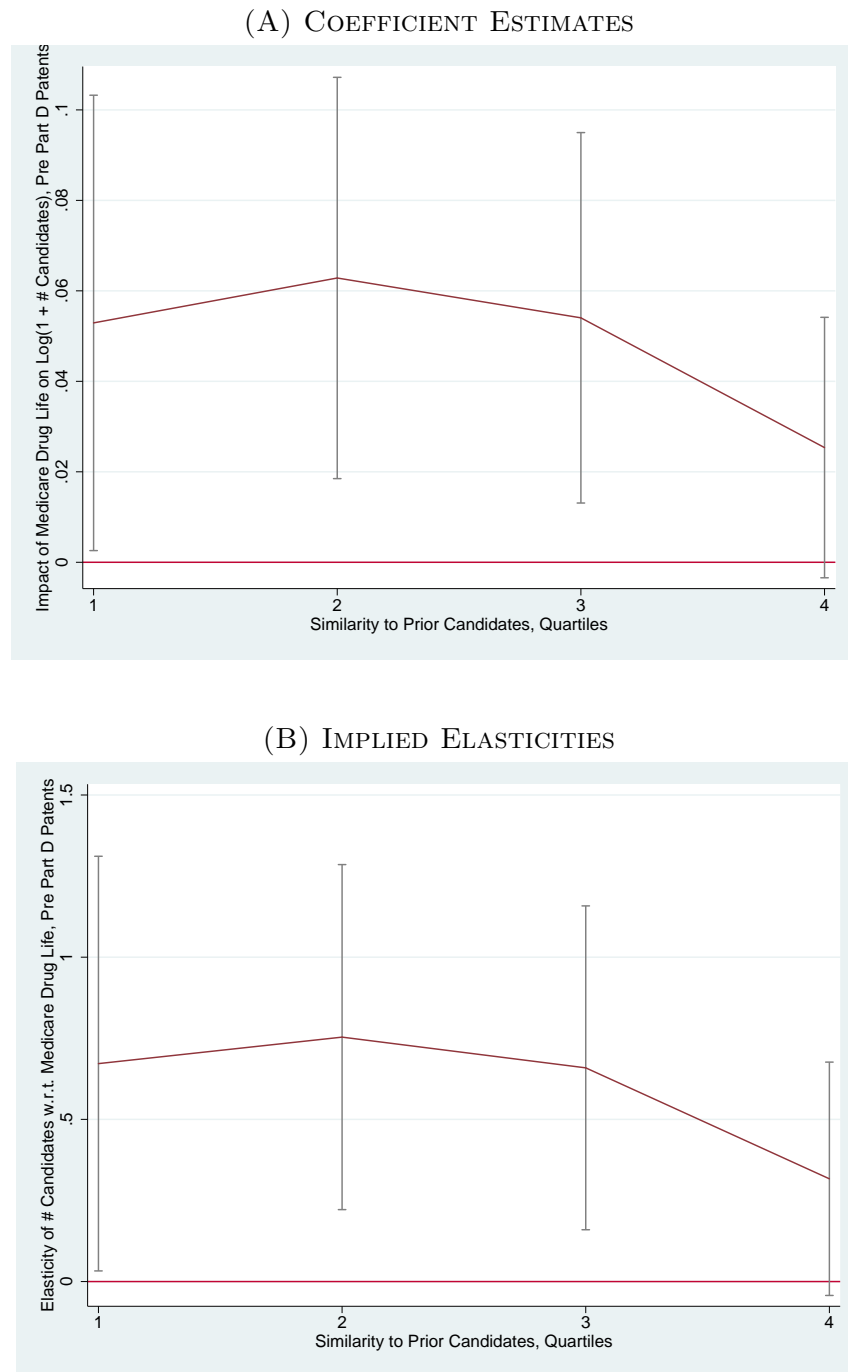 (A) COEFFICIENT ESTIMATES
Impact of Medicare Drug Life on Log(1 + # Candidates), Pre Part D Patents
.1
.08
.06
.04
.02
0
1 2 3 4
Similarity to Prior Candidates, Quartiles
(B) IMPLIED ELASTICITIES
Elasticity of # Candidates w.r.t. Medicare Drug Life, Pre Part D Patents
1.5
1
.5
0
1 2 3 4
Similarity to Prior Candidates, Quartiles